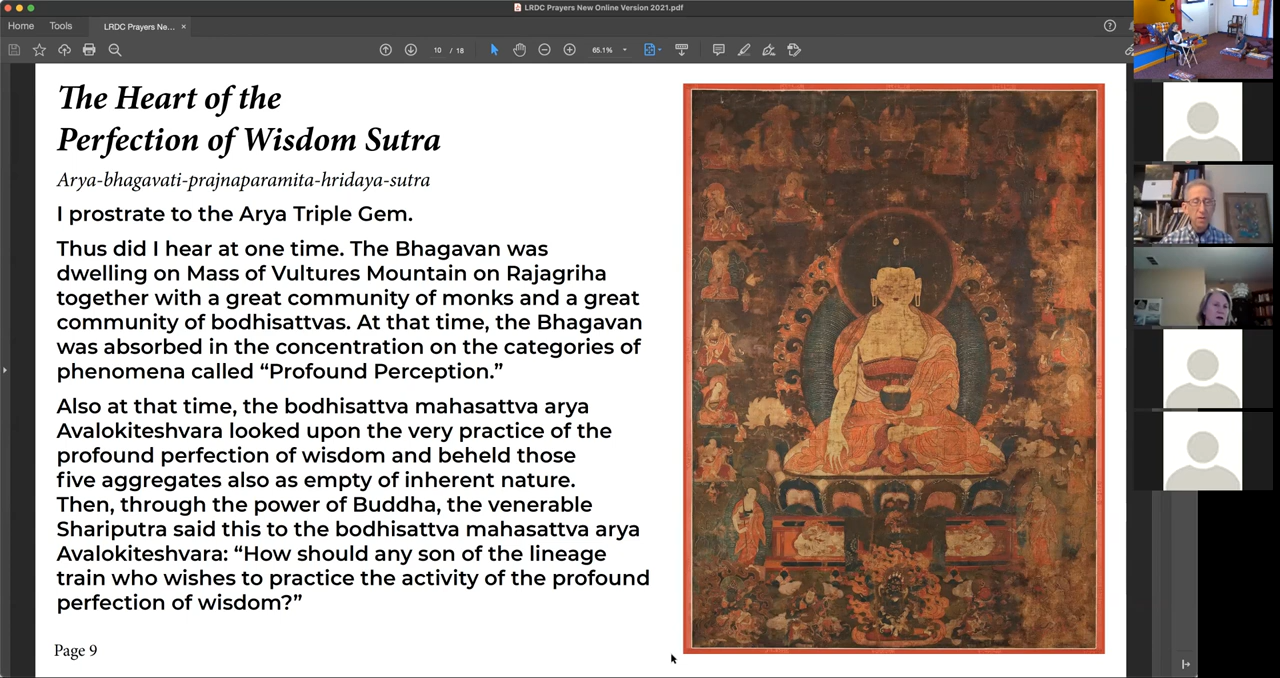 LRDC Prayers New Online Version 2021.pdf
Home
Tools
LRDC Prayers Ne... ×
10 / 18
65.1%
The Heart of the
Perfection of Wisdom Sutra
Arya-bhagavati-prajnaparamita-hridaya-sutra
I prostrate to the Arya Triple Gem.
Thus did I hear at one time. The Bhagavan was
dwelling on Mass of Vultures Mountain on Rajagriha
together with a great community of monks and a great
community of bodhisattvas. At that time, the Bhagavan
was absorbed in the concentration on the categories of
phenomena called “Profound Perception.”
Also at that time, the bodhisattva mahasattva arya
Avalokiteshvara looked upon the very practice of the
profound perfection of wisdom and beheld those
five aggregates also as empty of inherent nature.
Then, through the power of Buddha, the venerable
Shariputra said this to the bodhisattva mahasattva arya
Avalokiteshvara: “How should any son of the lineage
train who wishes to practice the activity of the profound
perfection of wisdom?”
Page 9